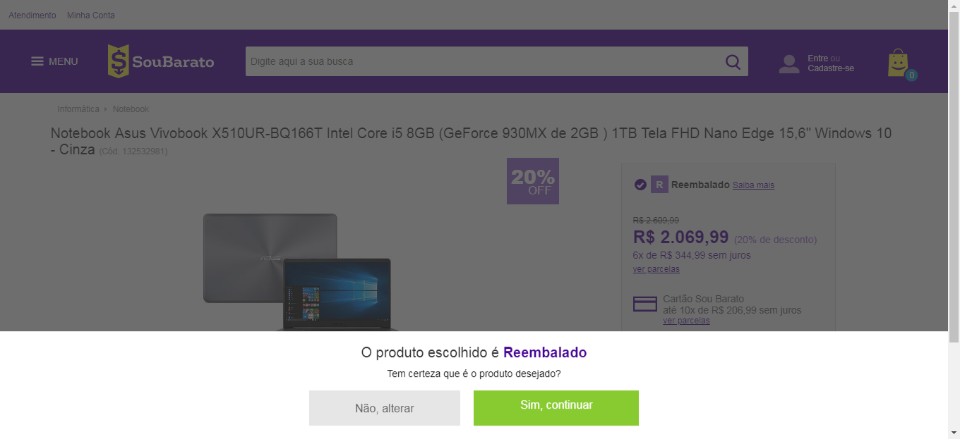 Atendimento Minha Conta
MENU SouBarato Digite aqui a sua busca Entre ou
Cadastre-se 0
Informática Notebook
Notebook Asus Vivobook X510UR-BQ166T Intel Core i5 8GB (GeForce 930MX de 2GB ) 1TB Tela FHD Nano Edge 15,6" Windows 10
- Cinza (Cód. 132532981)
20%
OFF
R Reembalado Saiba mais
R$ 2.609,99
R$ 2.069,99 (20% de desconto)
6x de R$ 344,99 sem juros
ver parcelas
Cartão Sou Barato
até 10x de R$ 206,99 sem juros
ver parcelas
O produto escolhido é Reembalado
Tem certeza que é o produto desejado?
Não, alterar Sim, continuar